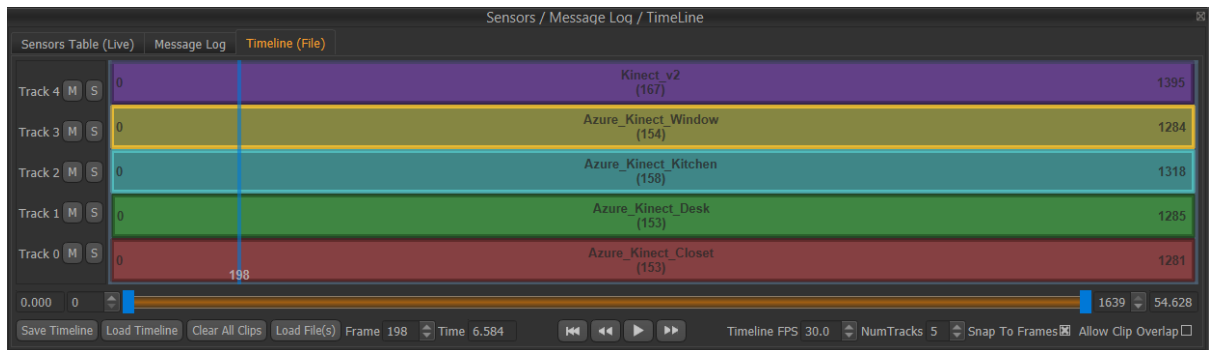 Sensors / Message Log / TimeLine
Sensors Table (Live) Message Log Timeline (File)
Track 4 M S 0 Kinect_v2 1395
(167)
Track 3 M S 0 Azure_Kinect_Window 1284
(154)
Track 2 M S 0 Azure_Kinect_Kitchen 1318
(158)
Track 1 M S 0 Azure_Kinect_Desk 1285
(153)
Track 0 M S 0 Azure_Kinect_Closet 1281
(153)
198
0.000 0 1639 54.628
Save Timeline Load Timeline Clear All Clips Load File(s) Frame 198 Time 6.584 Timeline FPS 30.0 NumTracks 5 Snap To Frames Allow Clip Overlap